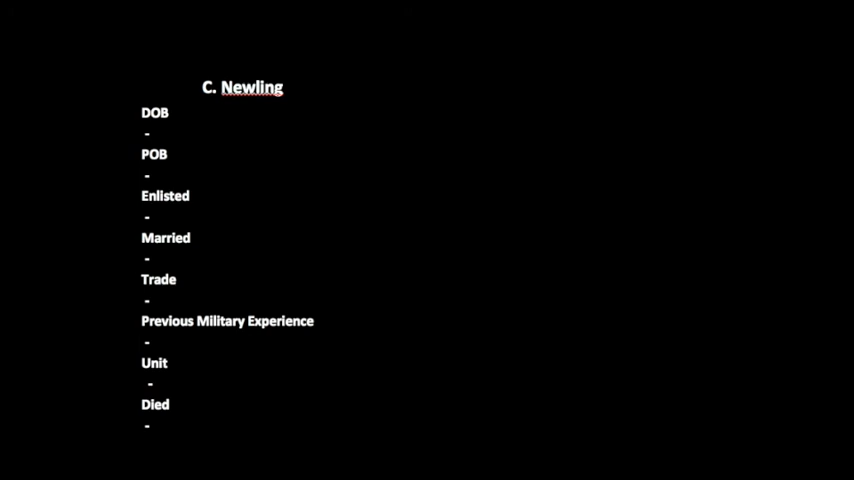 C. Newling
DOB
-
POB
-
Enlisted
-
Married
-
Trade
-
Previous Military Experience
-
Unit
-
Died
-